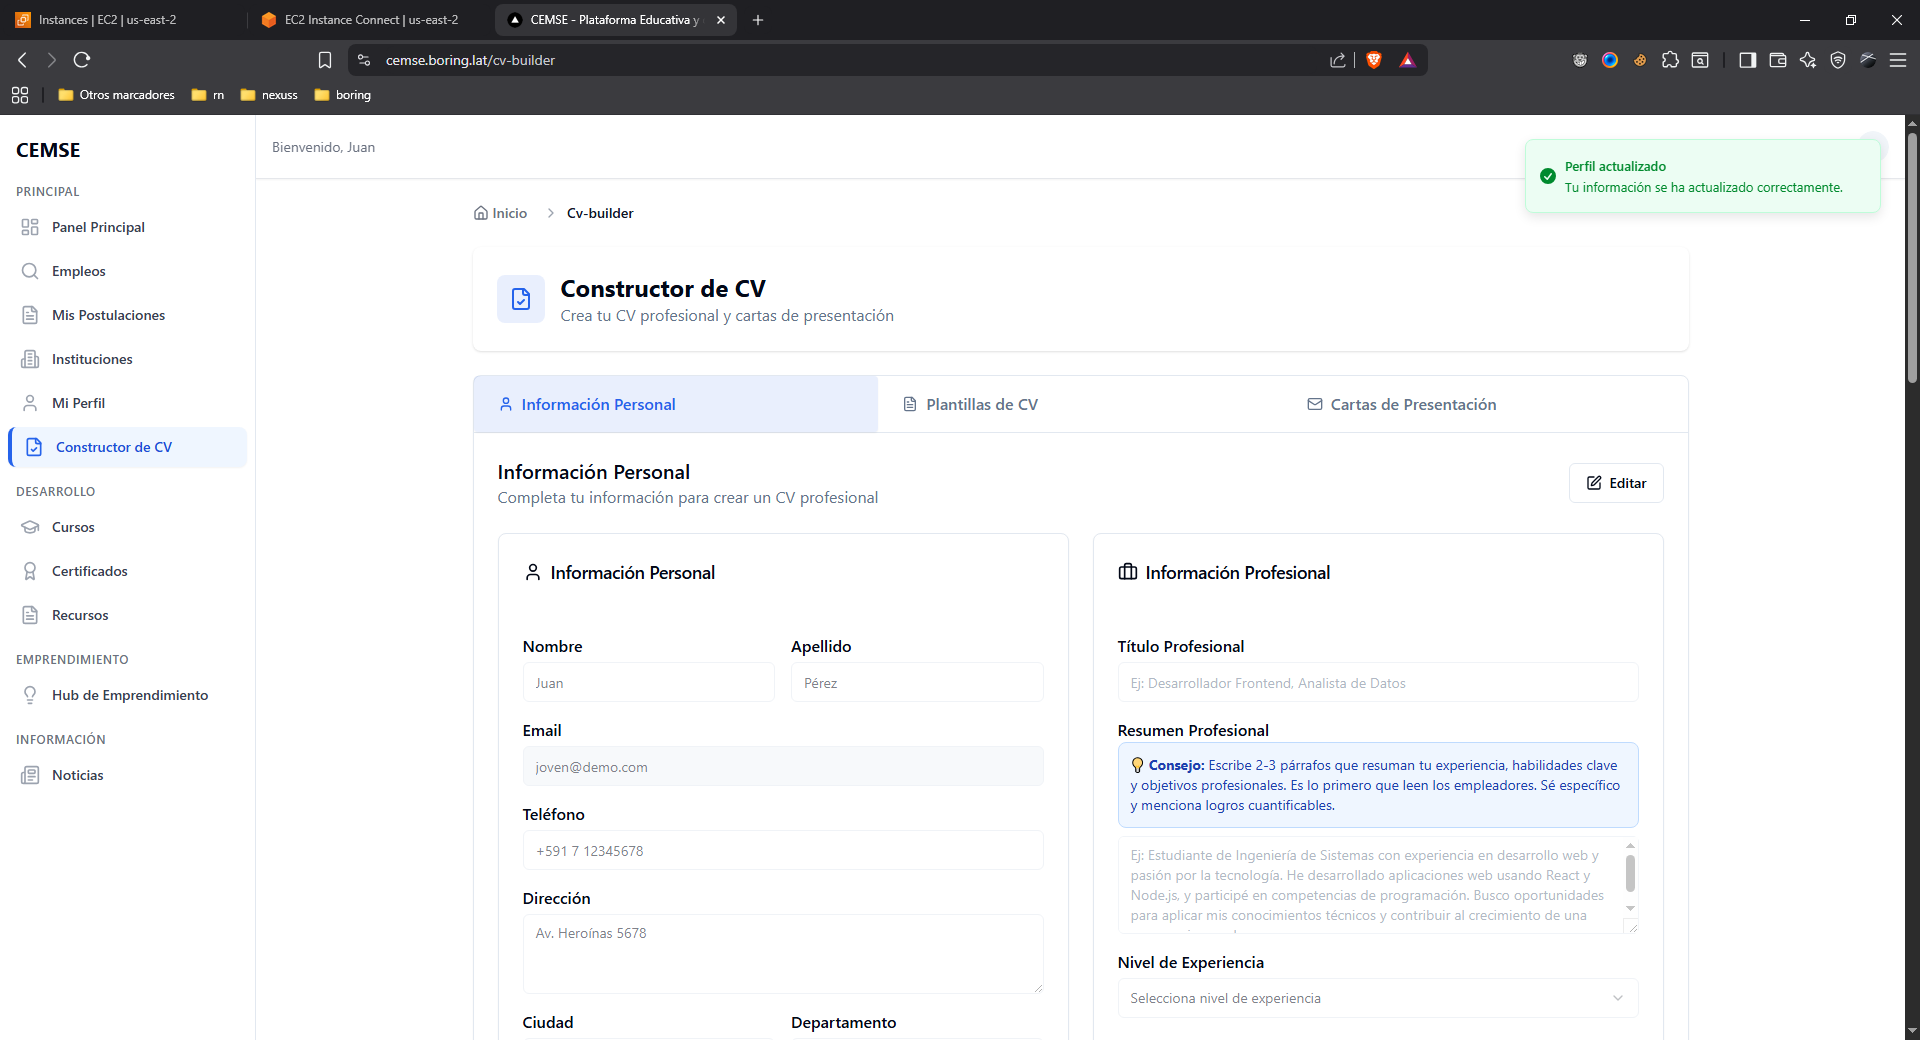 Instances | EC2 | us-east-2
EC2 Instance Connect | us-east-2
CEMSE - Plataforma Educativa y
cemse.boring.lat/cv-builder
Otros marcadores
rn
nexuss
boring
CEMSE
PRINCIPAL
Panel Principal
Empleos
Mis Postulaciones
Instituciones
Mi Perfil
Constructor de CV
DESARROLLO
Cursos
Certificados
Recursos
EMPRENDIMIENTO
Hub de Emprendimiento
INFORMACIÓN
Noticias
Bienvenido, Juan
Perfil actualizado
Tu información se ha actualizado correctamente.
Inicio
Cv-builder
Constructor de CV
Crea tu CV profesional y cartas de presentación
Información Personal
Plantillas de CV
Cartas de Presentación
Información Personal
Completa tu información para crear un CV profesional
Editar
Información Personal
Nombre
Apellido
Juan
Pérez
Email
joven@demo.com
Teléfono
+591 7 12345678
Dirección
Av. Heroínas 5678
Ciudad
Departamento
Información Profesional
Título Profesional
Ej: Desarrollador Frontend, Analista de Datos
Resumen Profesional
Consejo: Escribe 2-3 párrafos que resuman tu experiencia, habilidades clave
y objetivos profesionales. Es lo primero que leen los empleadores. Sé específico
y menciona logros cuantificables.
Ej: Estudiante de Ingeniería de Sistemas con experiencia en desarrollo web y
pasión por la tecnología. He desarrollado aplicaciones web usando React y
Node.js, y participé en competencias de programación. Busco oportunidades
para aplicar mis conocimientos técnicos y contribuir al crecimiento de una
Nivel de Experiencia
Selecciona nivel de experiencia